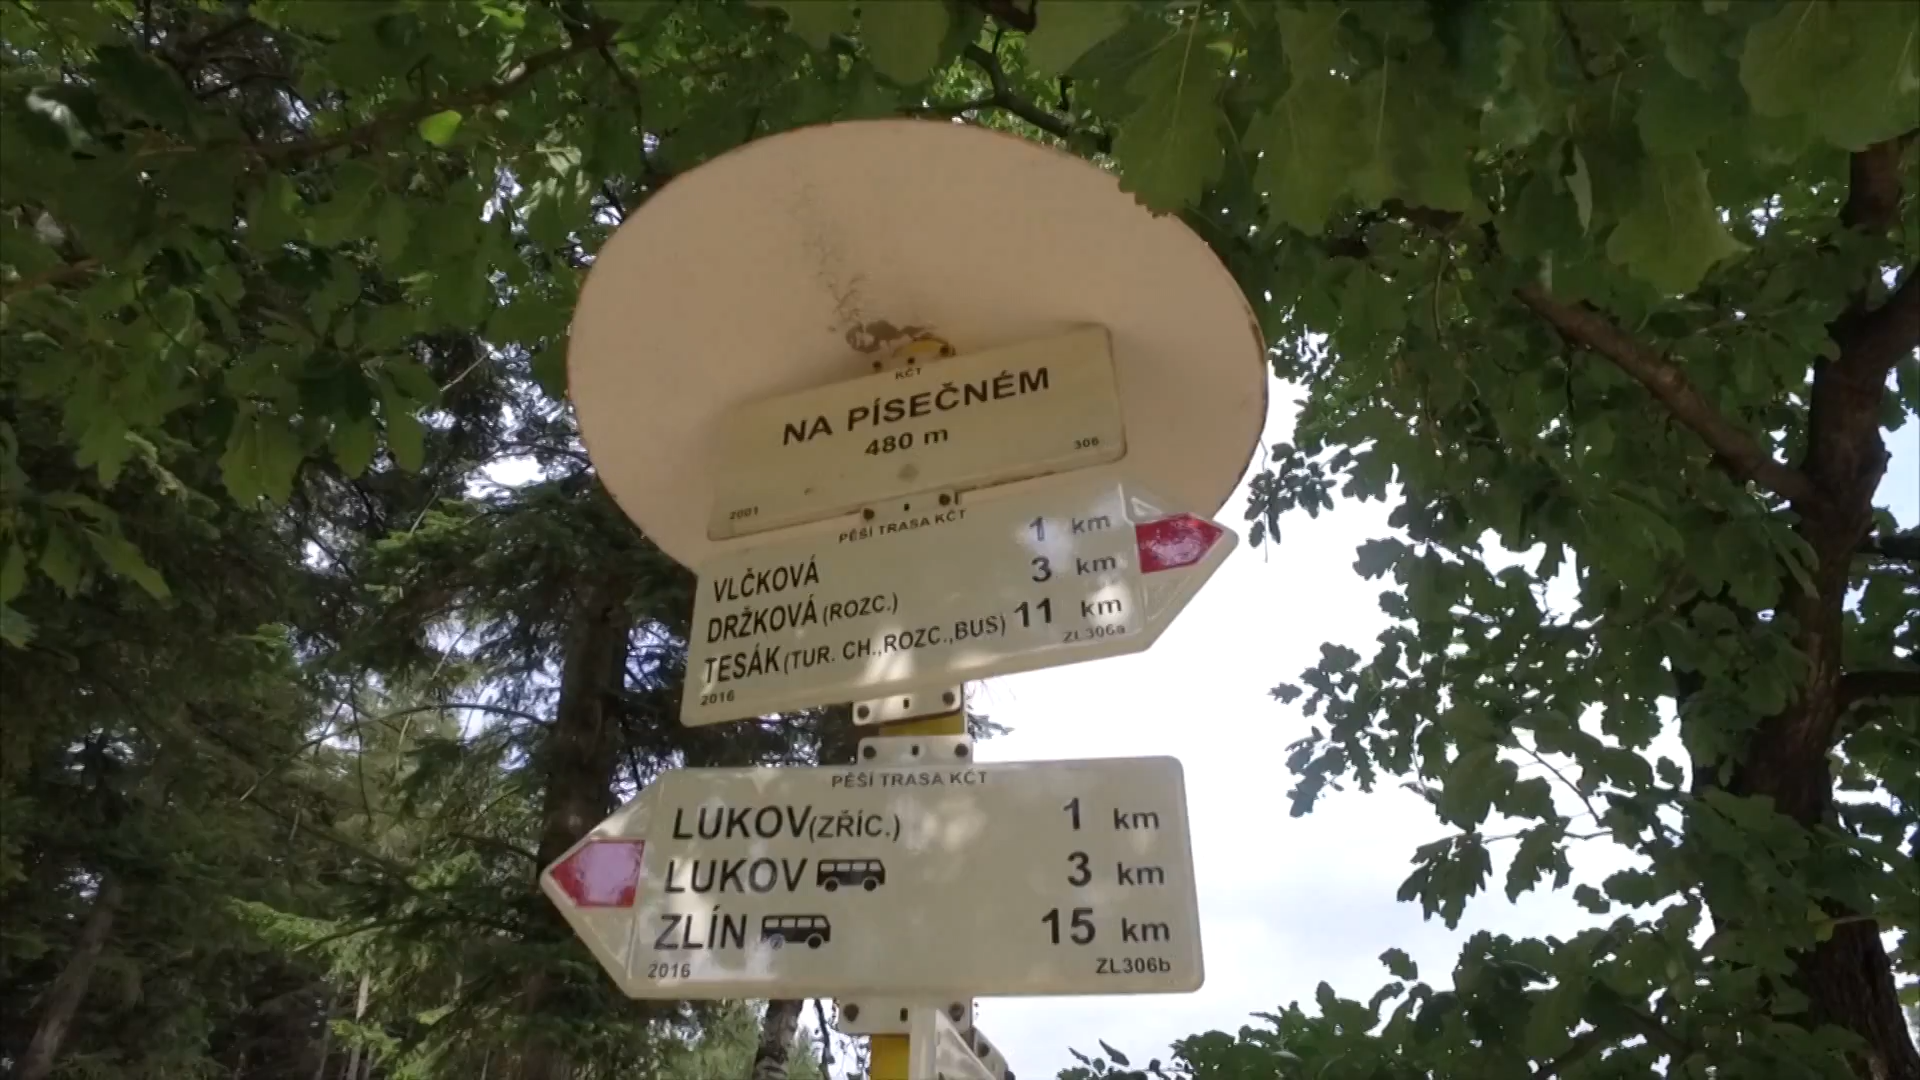 KČT
NA PÍSEČNÉM
480 m
2001 306
PĚŠÍ TRASA KČT
VLČKOVÁ 1 km
DRŽKOVÁ (ROZC.) 3 km
TESÁK (TUR. CH.,ROZC.,BUS) 11 km
2016 ZL306a
PĚŠÍ TRASA KČT
LUKOV (ZŘÍC.) 1 km
LUKOV 3 km
ZLÍN 15 km
2016 ZL306b